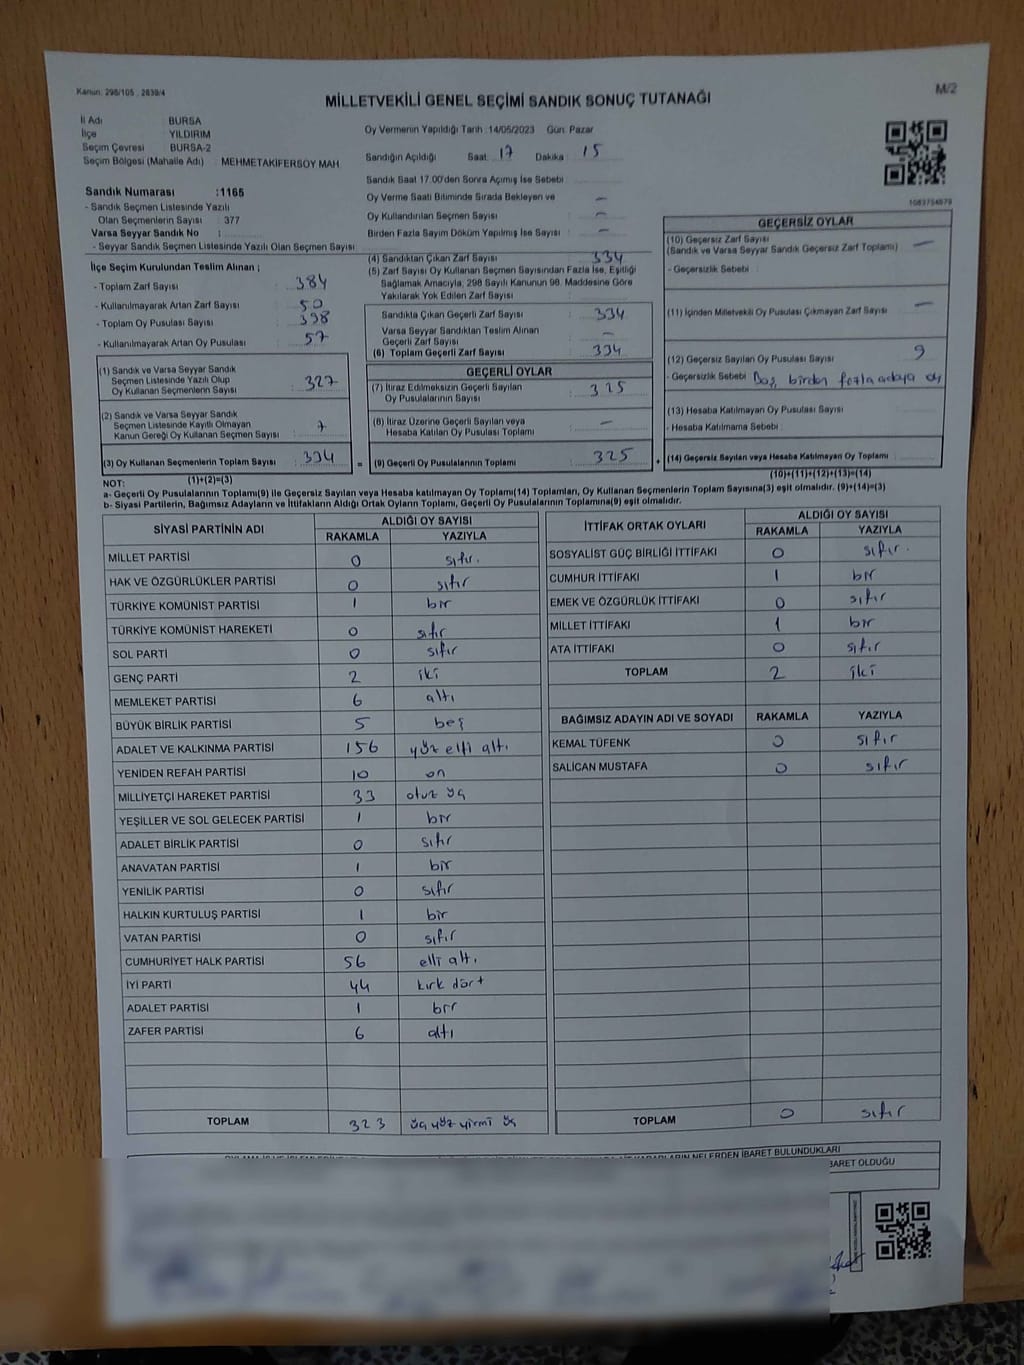 Kanun: 298/105 , 2839/4
M/2
MİLLETVEKİLİ GENEL SEÇİMİ SANDIK SONUÇ TUTANAĞI
İl Adı BURSA
İlçe YILDIRIM
Seçim Çevresi BURSA-2
Seçim Bölgesi (Mahalle Adı) : MEHMETAKİFERSOY MAH
Sandık Numarası :1165
- Sandık Seçmen Listesinde Yazılı
Olan Seçmenlerin Sayısı : 377
Varsa Seyyar Sandık No :
- Seyyar Sandık Seçmen Listesinde Yazılı Olan Seçmen Sayısı:
Oy Vermenin Yapıldığı Tarih :14/05/2023 Gün: Pazar
Sandığın Açıldığı Saat: 17 Dakika : 15
Sandık Saat 17.00'den Sonra Açımış İse Sebebi :
Oy Verme Saati Bitiminde Sırada Bekleyen ve : –
Oy Kullandırılan Seçmen Sayısı : –
Birden Fazla Sayım Döküm Yapılmış İse Sayısı : –
1083754979
İlçe Seçim Kurulundan Teslim Alınan ;
- Toplam Zarf Sayısı : 384
- Kullanılmayarak Artan Zarf Sayısı : 50
- Toplam Oy Pusulası Sayısı : 398
- Kullanılmayarak Artan Oy Pusulası : 57
(1) Sandık ve Varsa Seyyar Sandık
Seçmen Listesinde Yazılı Olup
Oy Kullanan Seçmenlerin Sayısı : 327
(2) Sandık ve Varsa Seyyar Sandık
Seçmen Listesinde Kayıtlı Olmayan
Kanun Gereği Oy Kullanan Seçmen Sayısı : 7
(3) Oy Kullanan Seçmenlerin Toplam Sayısı : 334
(4) Sandıktan Çıkan Zarf Sayısı : 334
(5) Zarf Sayısı Oy Kullanan Seçmen Sayısından Fazla İse, Eşitliği
Sağlamak Amacıyla; 298 Sayılı Kanunun 98. Maddesine Göre
Yakılarak Yok Edilen Zarf Sayısı :
Sandıkla Çıkan Geçerli Zarf Sayısı : 334
Varsa Seyyar Sandıktan Teslim Alınan
Geçerli Zarf Sayısı : –
(6) Toplam Geçerli Zarf Sayısı : 334
GEÇERLİ OYLAR
(7) İtiraz Edilmeksizin Geçerli Sayılan
Oy Pusulalarının Sayısı : 325
(8) İtiraz Üzerine Geçerli Sayılan veya
Hesaba Katılan Oy Pusulası Toplamı : –
= (9) Geçerli Oy Pusulalarının Toplamı : 325
GEÇERSİZ OYLAR
(10) Geçersiz Zarf Sayısı
(Sandık ve Varsa Seyyar Sandık Geçersiz Zarf Toplamı) : –
- Geçersizlik Sebebi :
(11) İçinden Milletvekili Oy Pusulası Çıkmayan Zarf Sayısı : –
(12) Geçersiz Sayılan Oy Pusulası Sayısı : 9
- Geçersizlik Sebebi : Boş, birden fazla adaya oy
(13) Hesaba Katılmayan Oy Pusulası Sayısı :
- Hesaba Katılmama Sebebi :
+ (14) Geçersiz Sayılan veya Hesaba Katılmayan Oy Toplamı :
NOT: (1)+(2)=(3) (10)+(11)+(12)+(13)=(14)
a- Geçerli Oy Pusulalarının Toplamı(9) ile Geçersiz Sayılan veya Hesaba katılmayan Oy Toplamı(14) Toplamları, Oy Kullanan Seçmenlerin Toplam Sayısına(3) eşit olmalıdır. (9)+(14)=(3)
b- Siyasi Partilerin, Bağımsız Adayların ve İttifakların Aldığı Ortak Oyların Toplamı, Geçerli Oy Pusulalarının Toplamına(9) eşit olmalıdır.
SİYASİ PARTİNİN ADI ALDIĞI OY SAYISI
RAKAMLA YAZIYLA
MİLLET PARTİSİ 0 sıfır.
HAK VE ÖZGÜRLÜKLER PARTİSİ 0 sıfır
TÜRKİYE KOMÜNİST PARTİSİ 1 bir
TÜRKİYE KOMÜNİST HAREKETİ 0 sıfır
SOL PARTİ 0 sıfır
GENÇ PARTİ 2 iki
MEMLEKET PARTİSİ 6 altı
BÜYÜK BİRLİK PARTİSİ 5 beş
ADALET VE KALKINMA PARTİSİ 156 yüz elli altı
YENİDEN REFAH PARTİSİ 10 on
MİLLİYETÇİ HAREKET PARTİSİ 33 otuz üç
YEŞİLLER VE SOL GELECEK PARTİSİ 1 bir
ADALET BİRLİK PARTİSİ 0 sıfır
ANAVATAN PARTİSİ 1 bir
YENİLİK PARTİSİ 0 sıfır
HALKIN KURTULUŞ PARTİSİ 1 bir
VATAN PARTİSİ 0 sıfır
CUMHURİYET HALK PARTİSİ 56 elli altı
İYİ PARTİ 44 kırk dört
ADALET PARTİSİ 1 bir
ZAFER PARTİSİ 6 altı
TOPLAM 323 üç yüz yirmi üç
İTTİFAK ORTAK OYLARI ALDIĞI OY SAYISI
RAKAMLA YAZIYLA
SOSYALİST GÜÇ BİRLİĞİ İTTİFAKI 0 sıfır.
CUMHUR İTTİFAKI 1 bir
EMEK VE ÖZGÜRLÜK İTTİFAKI 0 sıfır
MİLLET İTTİFAKI 1 bir
ATA İTTİFAKI 0 sıfır
TOPLAM 2 iki
BAĞIMSIZ ADAYIN ADI VE SOYADI RAKAMLA YAZIYLA
KEMAL TÜFENK 0 sıfır
SALİCAN MUSTAFA 0 sıfır
TOPLAM 0 sıfır
NELERDEN İBARET BULUNDUKLARI
BARET OLDUĞU